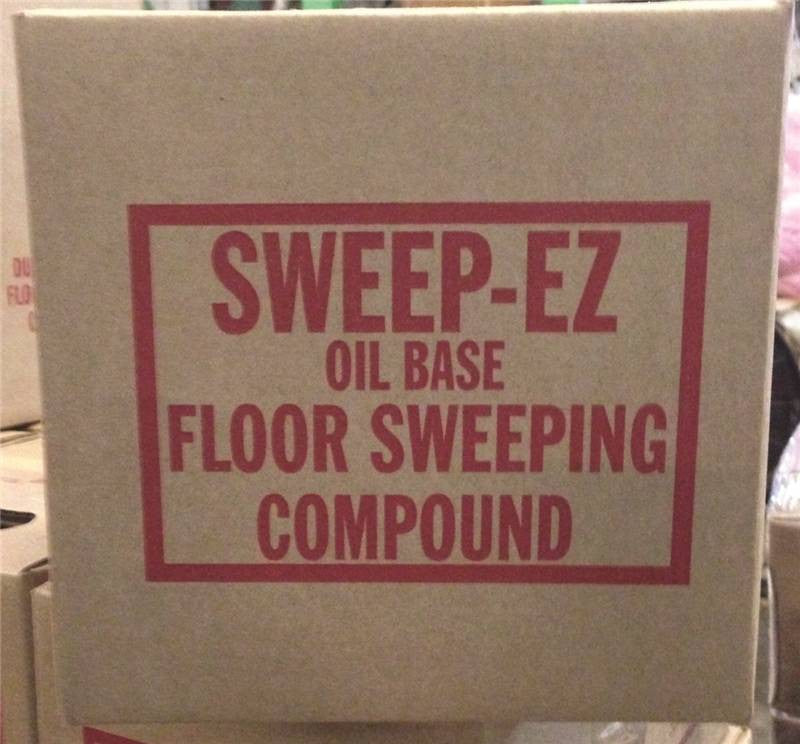 SWEEP-EZ
OIL BASE
FLOOR SWEEPING
COMPOUND